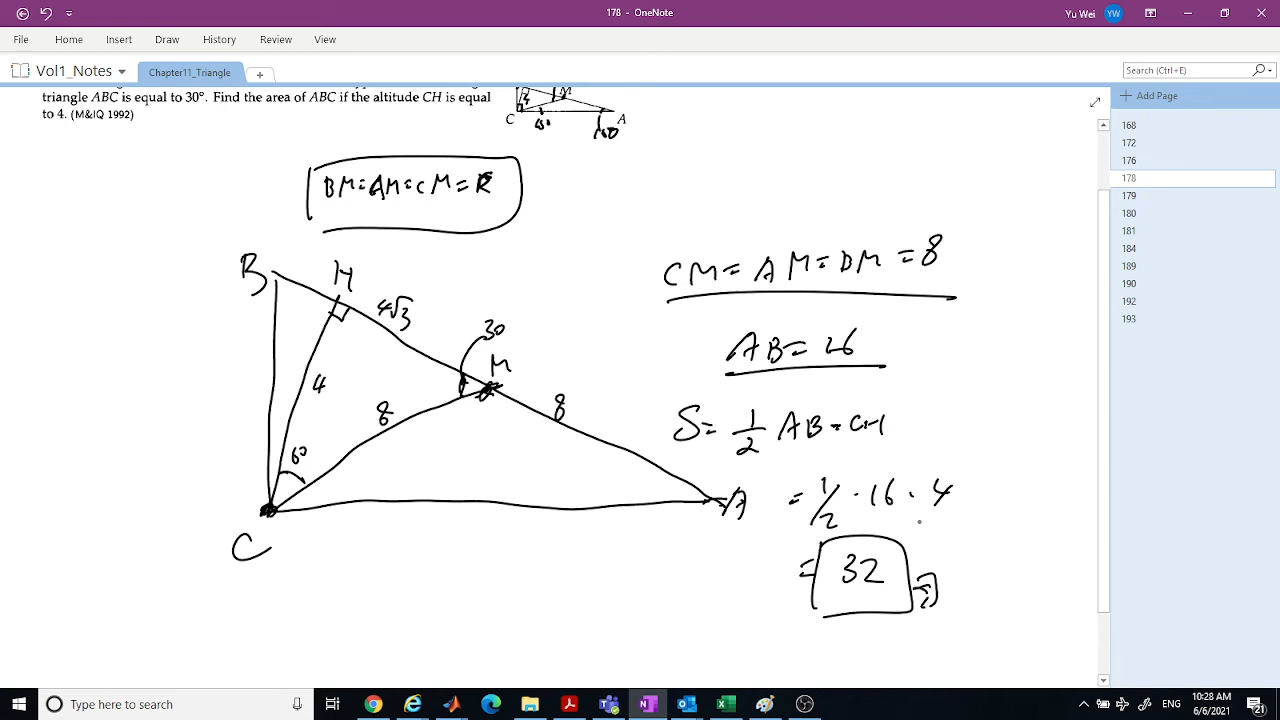 178 - OneNote
Yu Wei YW
File Home Insert Draw History Review View
Vol1_Notes Chapter11_Triangle Search (Ctrl+E)
Add Page
triangle ABC is equal to 30°. Find the area of ABC if the altitude CH is equal
to 4. (M&IQ 1992)
C A
BM=AM=CM=R
B H
4√3
30
M
4
8
8
60
A
C
CM=AM=BM=8
AB=16
S=1/2 AB·CH
=1/2·16·4
=32
168
172
176
178
179
180
181
184
189
190
192
193
Type here to search
10:28 AM
6/6/2021
21